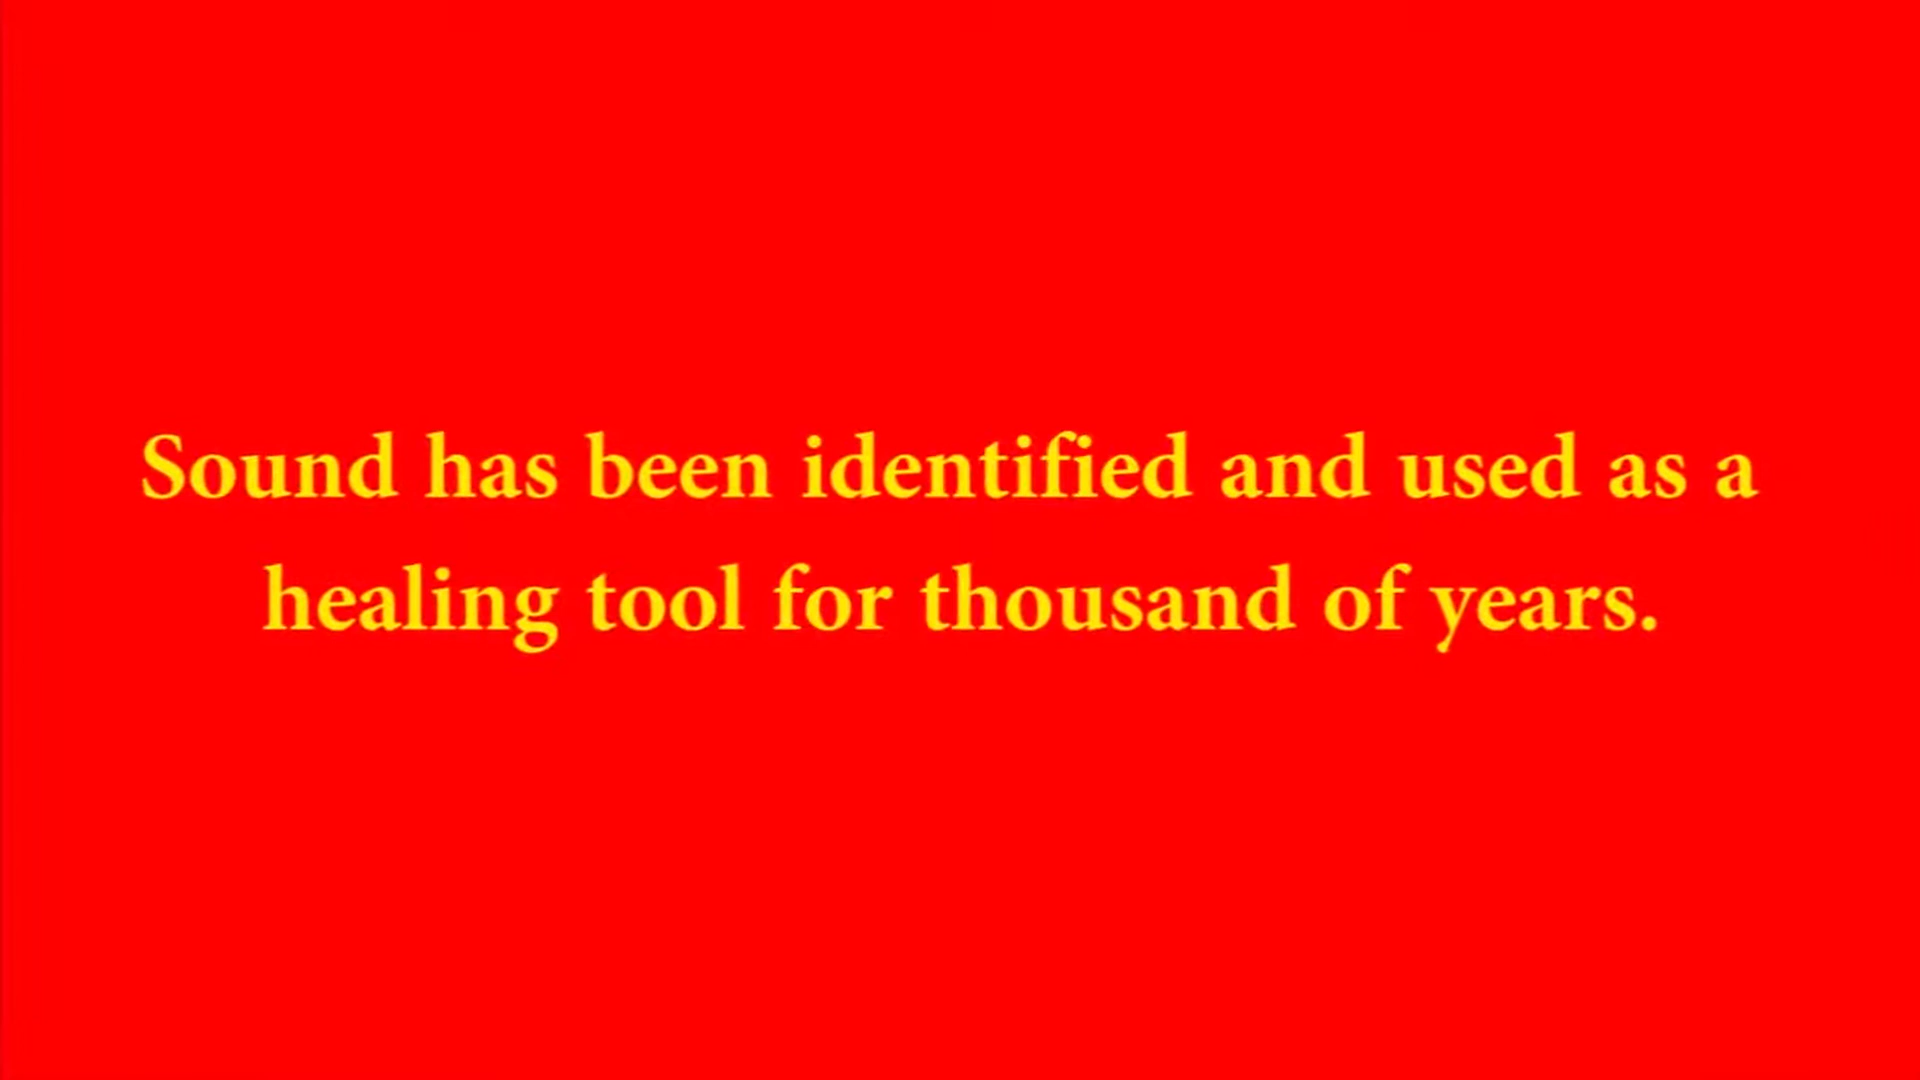 Sound has been identified and used as a
healing tool for thousand of years.